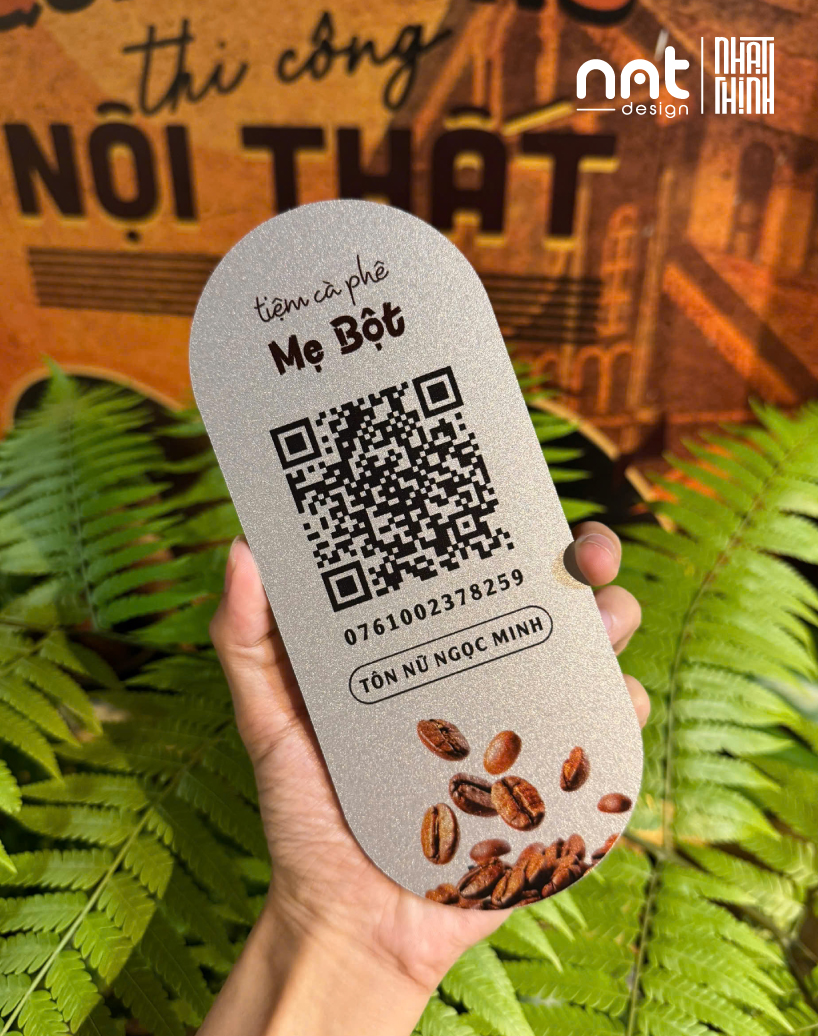 thi công
NỘI THẤT
nat
design
NHẬT
THỊNH
tiệm cà phê
Mẹ Bột
0761002378259
TÔN NỮ NGỌC MINH